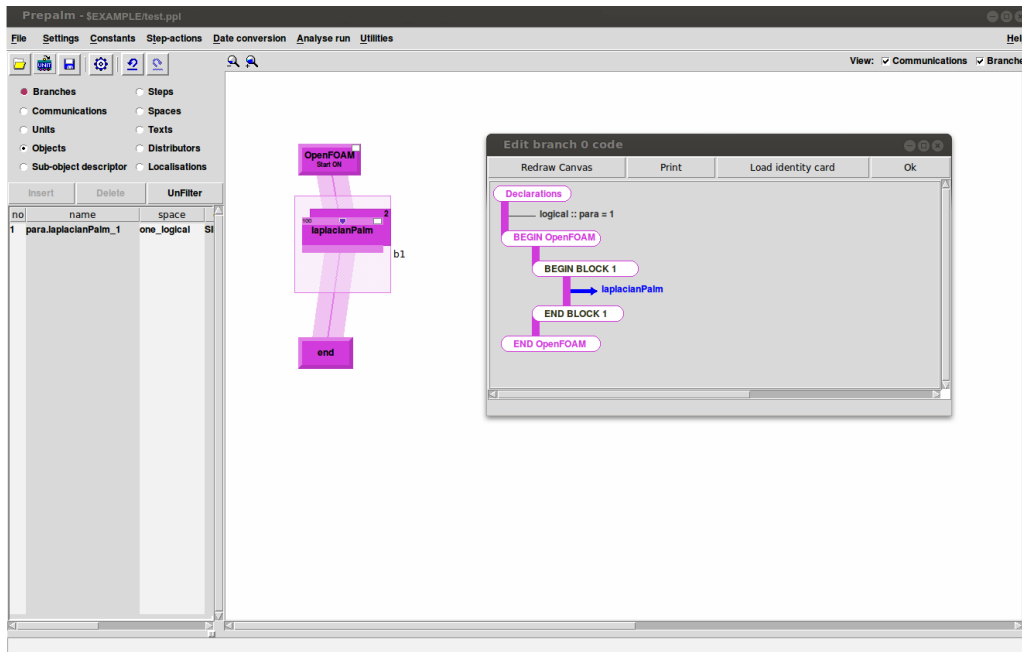 Prepalm - $EXAMPLE/test.ppl
File Settings Constants Step-actions Date conversion Analyse run Utilities Hel
UNIT
View: Communications Branche
Branches Steps
Communications Spaces
Units Texts
Objects Distributors
Sub-object descriptor Localisations
Insert Delete UnFilter
no name space
1 para.laplacianPalm_1 one_logical SI
OpenFOAM
Start ON
2
100
laplacianPalm
b1
end
Edit branch 0 code
Redraw Canvas Print Load identity card Ok
Declarations
logical :: para = 1
BEGIN OpenFOAM
BEGIN BLOCK 1
laplacianPalm
END BLOCK 1
END OpenFOAM